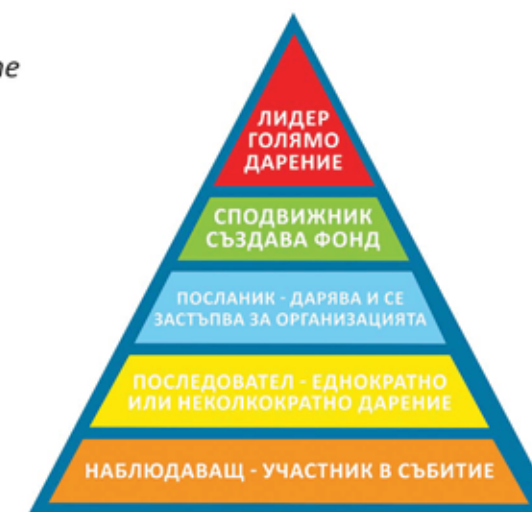 те
ЛИДЕР
ГОЛЯМО
ДАРЕНИЕ
СПОДВИЖНИК
СЪЗДАВА ФОНД
ПОСЛАНИК - ДАРЯВА И СЕ
ЗАСТЪПВА ЗА ОРГАНИЗАЦИЯТА
ПОСЛЕДОВАТЕЛ - ЕДНОКРАТНО
ИЛИ НЕКОЛКОКРАТНО ДАРЕНИЕ
НАБЛЮДАВАЩ - УЧАСТНИК В СЪБИТИЕ